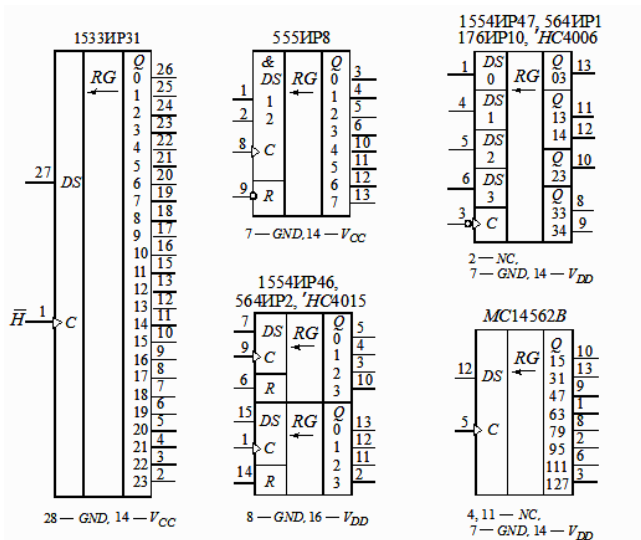 1533ИР31
RG
Q
0 26
1 25
2 24
3 23
4 22
5 21
6 20
27 DS 7 19
8 18
9 17
10 16
11 15
12 13
13 12
H̅ 1 C 14 11
15 10
16 9
17 8
18 7
19 6
20 5
21 4
22 3
23 2
28 — GND, 14 — VCC
555ИР8
& RG Q
DS 0 3
1 1 1 4
2 2 2 5
3 6
8 C 4 10
5 11
9 R 6 12
7 13
7 — GND, 14 — VCC
1554ИР47, 564ИР1
176ИР10, 'HC4006
1 DS 0 RG Q 03 13
4 DS 1 Q 13 11
14 12
5 DS 2 Q 23 10
6 DS 3 Q 33 8
3 C 34 9
2 — NC,
7 — GND, 14 — VDD
1554ИР46,
564ИР2, 'HC4015
7 DS RG Q
0 5
9 C 1 4
2 3
6 R 3 10
15 DS RG Q
0 13
1 C 1 12
2 11
14 R 3 2
8 — GND, 16 — VDD
MC14562B
RG Q
15 10
12 DS 31 13
47 9
63 1
5 C 79 8
95 2
111 6
127 3
4, 11 — NC,
7 — GND, 14 — VDD